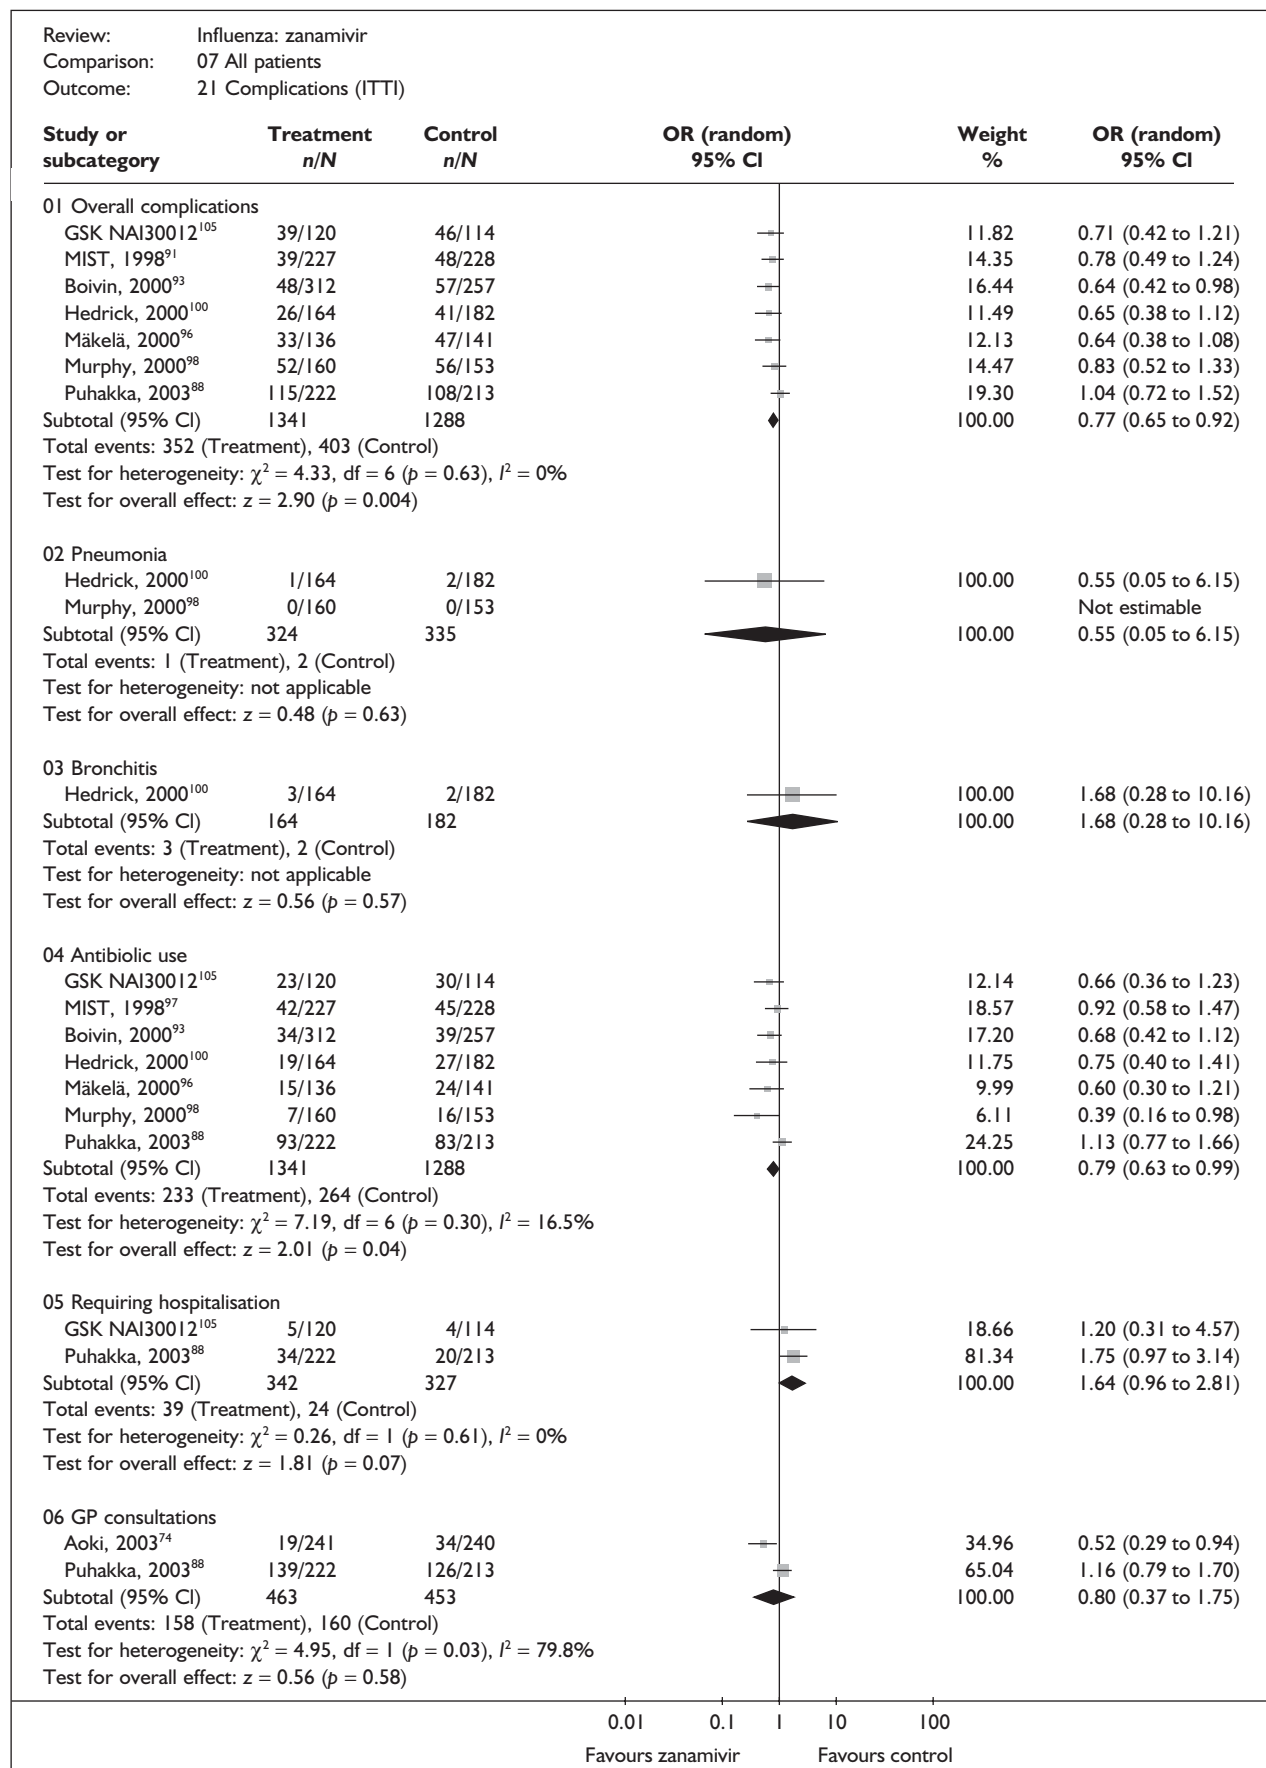 Review: Influenza: zanamivir
Comparison: 07 All patients
Outcome: 21 Complications (ITTI)
Study or subcategory Treatment n/N Control n/N OR (random) 95% CI Weight % OR (random) 95% CI
01 Overall complications
GSK NAI30012105 39/120 46/114 11.82 0.71 (0.42 to 1.21)
MIST, 199891 39/227 48/228 14.35 0.78 (0.49 to 1.24)
Boivin, 200093 48/312 57/257 16.44 0.64 (0.42 to 0.98)
Hedrick, 2000100 26/164 41/182 11.49 0.65 (0.38 to 1.12)
Mäkelä, 200096 33/136 47/141 12.13 0.64 (0.38 to 1.08)
Murphy, 200098 52/160 56/153 14.47 0.83 (0.52 to 1.33)
Puhakka, 200388 115/222 108/213 19.30 1.04 (0.72 to 1.52)
Subtotal (95% CI) 1341 1288 100.00 0.77 (0.65 to 0.92)
Total events: 352 (Treatment), 403 (Control)
Test for heterogeneity: χ2 = 4.33, df = 6 (p = 0.63), I2 = 0%
Test for overall effect: z = 2.90 (p = 0.004)
02 Pneumonia
Hedrick, 2000100 1/164 2/182 100.00 0.55 (0.05 to 6.15)
Murphy, 200098 0/160 0/153 Not estimable
Subtotal (95% CI) 324 335 100.00 0.55 (0.05 to 6.15)
Total events: 1 (Treatment), 2 (Control)
Test for heterogeneity: not applicable
Test for overall effect: z = 0.48 (p = 0.63)
03 Bronchitis
Hedrick, 2000100 3/164 2/182 100.00 1.68 (0.28 to 10.16)
Subtotal (95% CI) 164 182 100.00 1.68 (0.28 to 10.16)
Total events: 3 (Treatment), 2 (Control)
Test for heterogeneity: not applicable
Test for overall effect: z = 0.56 (p = 0.57)
04 Antibiolic use
GSK NAI30012105 23/120 30/114 12.14 0.66 (0.36 to 1.23)
MIST, 199897 42/227 45/228 18.57 0.92 (0.58 to 1.47)
Boivin, 200093 34/312 39/257 17.20 0.68 (0.42 to 1.12)
Hedrick, 2000100 19/164 27/182 11.75 0.75 (0.40 to 1.41)
Mäkelä, 200096 15/136 24/141 9.99 0.60 (0.30 to 1.21)
Murphy, 200098 7/160 16/153 6.11 0.39 (0.16 to 0.98)
Puhakka, 200388 93/222 83/213 24.25 1.13 (0.77 to 1.66)
Subtotal (95% CI) 1341 1288 100.00 0.79 (0.63 to 0.99)
Total events: 233 (Treatment), 264 (Control)
Test for heterogeneity: χ2 = 7.19, df = 6 (p = 0.30), I2 = 16.5%
Test for overall effect: z = 2.01 (p = 0.04)
05 Requiring hospitalisation
GSK NAI30012105 5/120 4/114 18.66 1.20 (0.31 to 4.57)
Puhakka, 200388 34/222 20/213 81.34 1.75 (0.97 to 3.14)
Subtotal (95% CI) 342 327 100.00 1.64 (0.96 to 2.81)
Total events: 39 (Treatment), 24 (Control)
Test for heterogeneity: χ2 = 0.26, df = 1 (p = 0.61), I2 = 0%
Test for overall effect: z = 1.81 (p = 0.07)
06 GP consultations
Aoki, 200374 19/241 34/240 34.96 0.52 (0.29 to 0.94)
Puhakka, 200388 139/222 126/213 65.04 1.16 (0.79 to 1.70)
Subtotal (95% CI) 463 453 100.00 0.80 (0.37 to 1.75)
Total events: 158 (Treatment), 160 (Control)
Test for heterogeneity: χ2 = 4.95, df = 1 (p = 0.03), I2 = 79.8%
Test for overall effect: z = 0.56 (p = 0.58)
0.01 0.1 1 10 100
Favours zanamivir Favours control